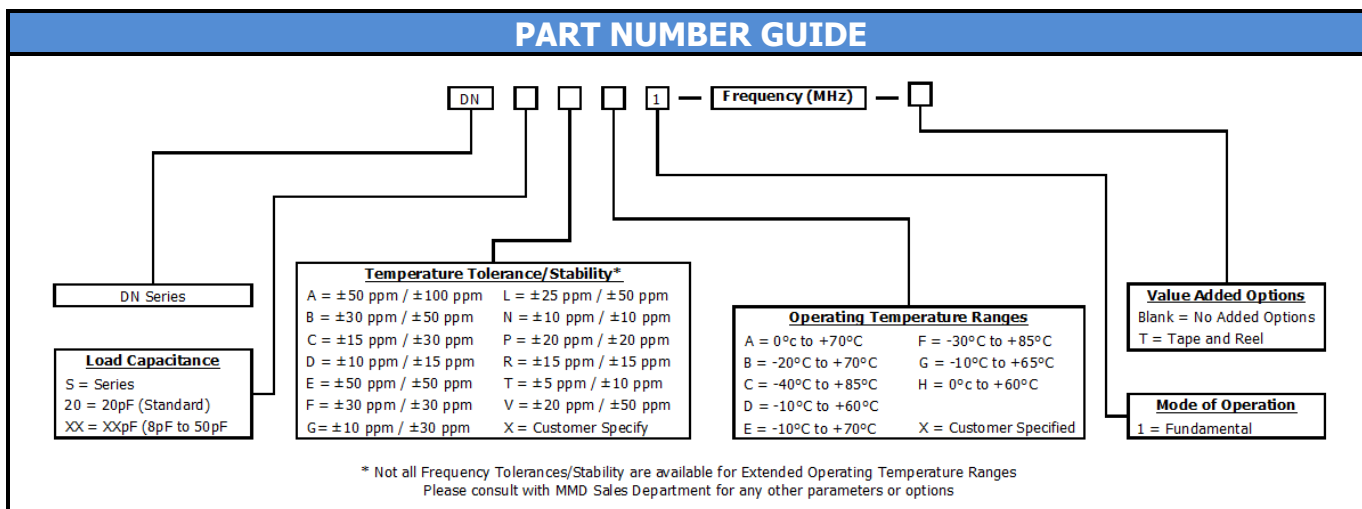 PART NUMBER GUIDE
DN 1 Frequency (MHz)
DN Series
Load Capacitance
S = Series
20 = 20pF (Standard)
XX = XXpF (8pF to 50pF
Temperature Tolerance/Stability*
A = ±50 ppm / ±100 ppm L = ±25 ppm / ±50 ppm
B = ±30 ppm / ±50 ppm N = ±10 ppm / ±10 ppm
C = ±15 ppm / ±30 ppm P = ±20 ppm / ±20 ppm
D = ±10 ppm / ±15 ppm R = ±15 ppm / ±15 ppm
E = ±50 ppm / ±50 ppm T = ±5 ppm / ±10 ppm
F = ±30 ppm / ±30 ppm V = ±20 ppm / ±50 ppm
G= ±10 ppm / ±30 ppm X = Customer Specify
Operating Temperature Ranges
A = 0°c to +70°C F = -30°C to +85°C
B = -20°C to +70°C G = -10°C to +65°C
C = -40°C to +85°C H = 0°c to +60°C
D = -10°C to +60°C
E = -10°C to +70°C X = Customer Specified
Value Added Options
Blank = No Added Options
T = Tape and Reel
Mode of Operation
1 = Fundamental
* Not all Frequency Tolerances/Stability are available for Extended Operating Temperature Ranges
Please consult with MMD Sales Department for any other parameters or options